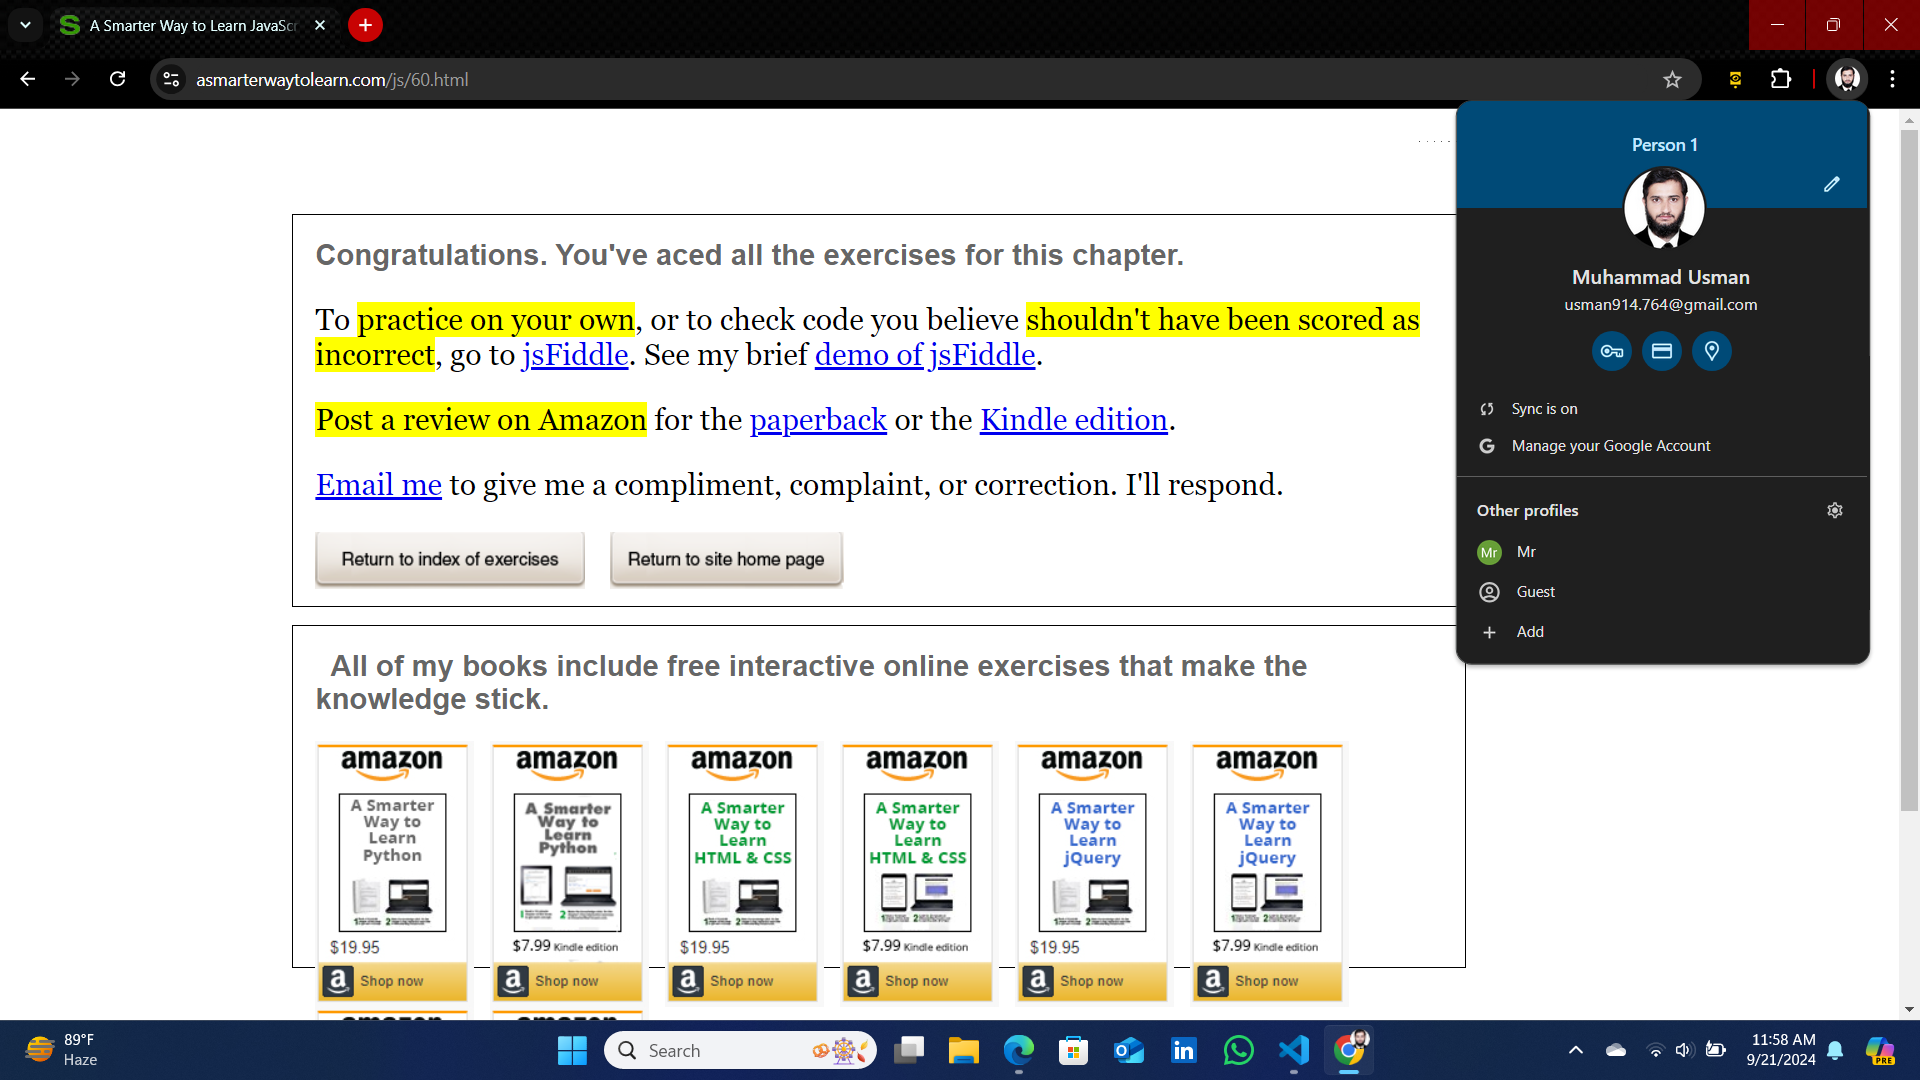 A Smarter Way to Learn JavaScr
asmarterwaytolearn.com/js/60.html
Person 1
Muhammad Usman
usman914.764@gmail.com
Sync is on
Manage your Google Account
Other profiles
Mr Mr
Guest
Add
Congratulations. You've aced all the exercises for this chapter.
To practice on your own, or to check code you believe shouldn't have been scored as
incorrect, go to jsFiddle. See my brief demo of jsFiddle.
Post a review on Amazon for the paperback or the Kindle edition.
Email me to give me a compliment, complaint, or correction. I'll respond.
Return to index of exercises Return to site home page
All of my books include free interactive online exercises that make the
knowledge stick.
amazon amazon amazon amazon amazon amazon
A Smarter A Smarter A Smarter A Smarter A Smarter A Smarter
Way to Way to Way to Way to Way to Way to
Learn Learn Learn Learn Learn Learn
Python Python HTML & CSS HTML & CSS jQuery jQuery
$19.95 $7.99 Kindle edition $19.95 $7.99 Kindle edition $19.95 $7.99 Kindle edition
a Shop now a Shop now a Shop now a Shop now a Shop now a Shop now
89°F
Haze
Search
11:58 AM
9/21/2024
PRE